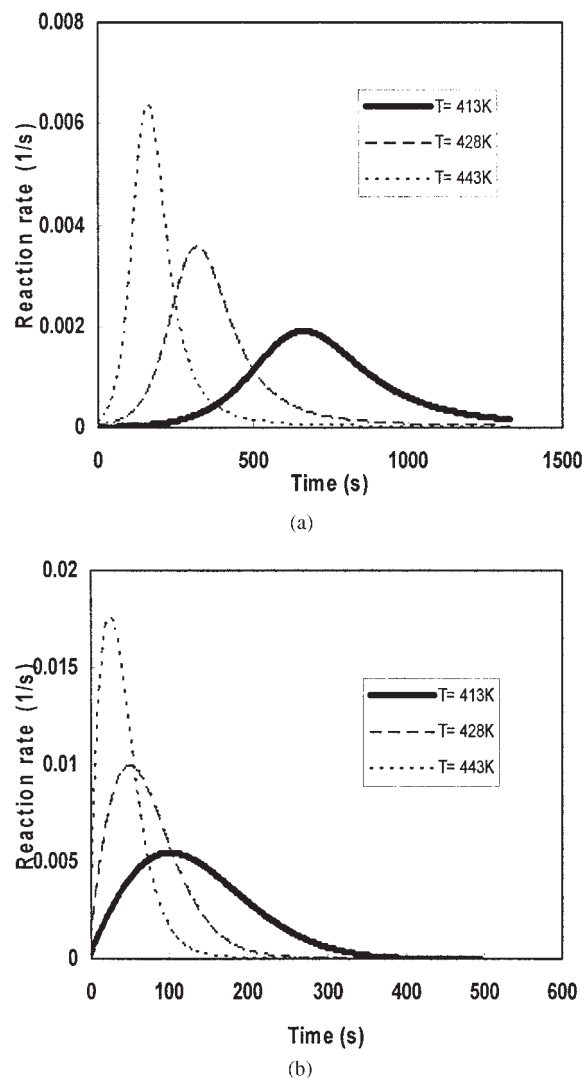 0.008
0.006
0.004
0.002
0
Reaction rate (1/s)
T= 413K
T= 428K
T= 443K
0 500 1000 1500
Time (s)
(a)
0.02
0.015
0.01
0.005
0
Reaction rate (1/s)
T= 413K
T= 428K
T= 443K
0 100 200 300 400 500 600
Time (s)
(b)